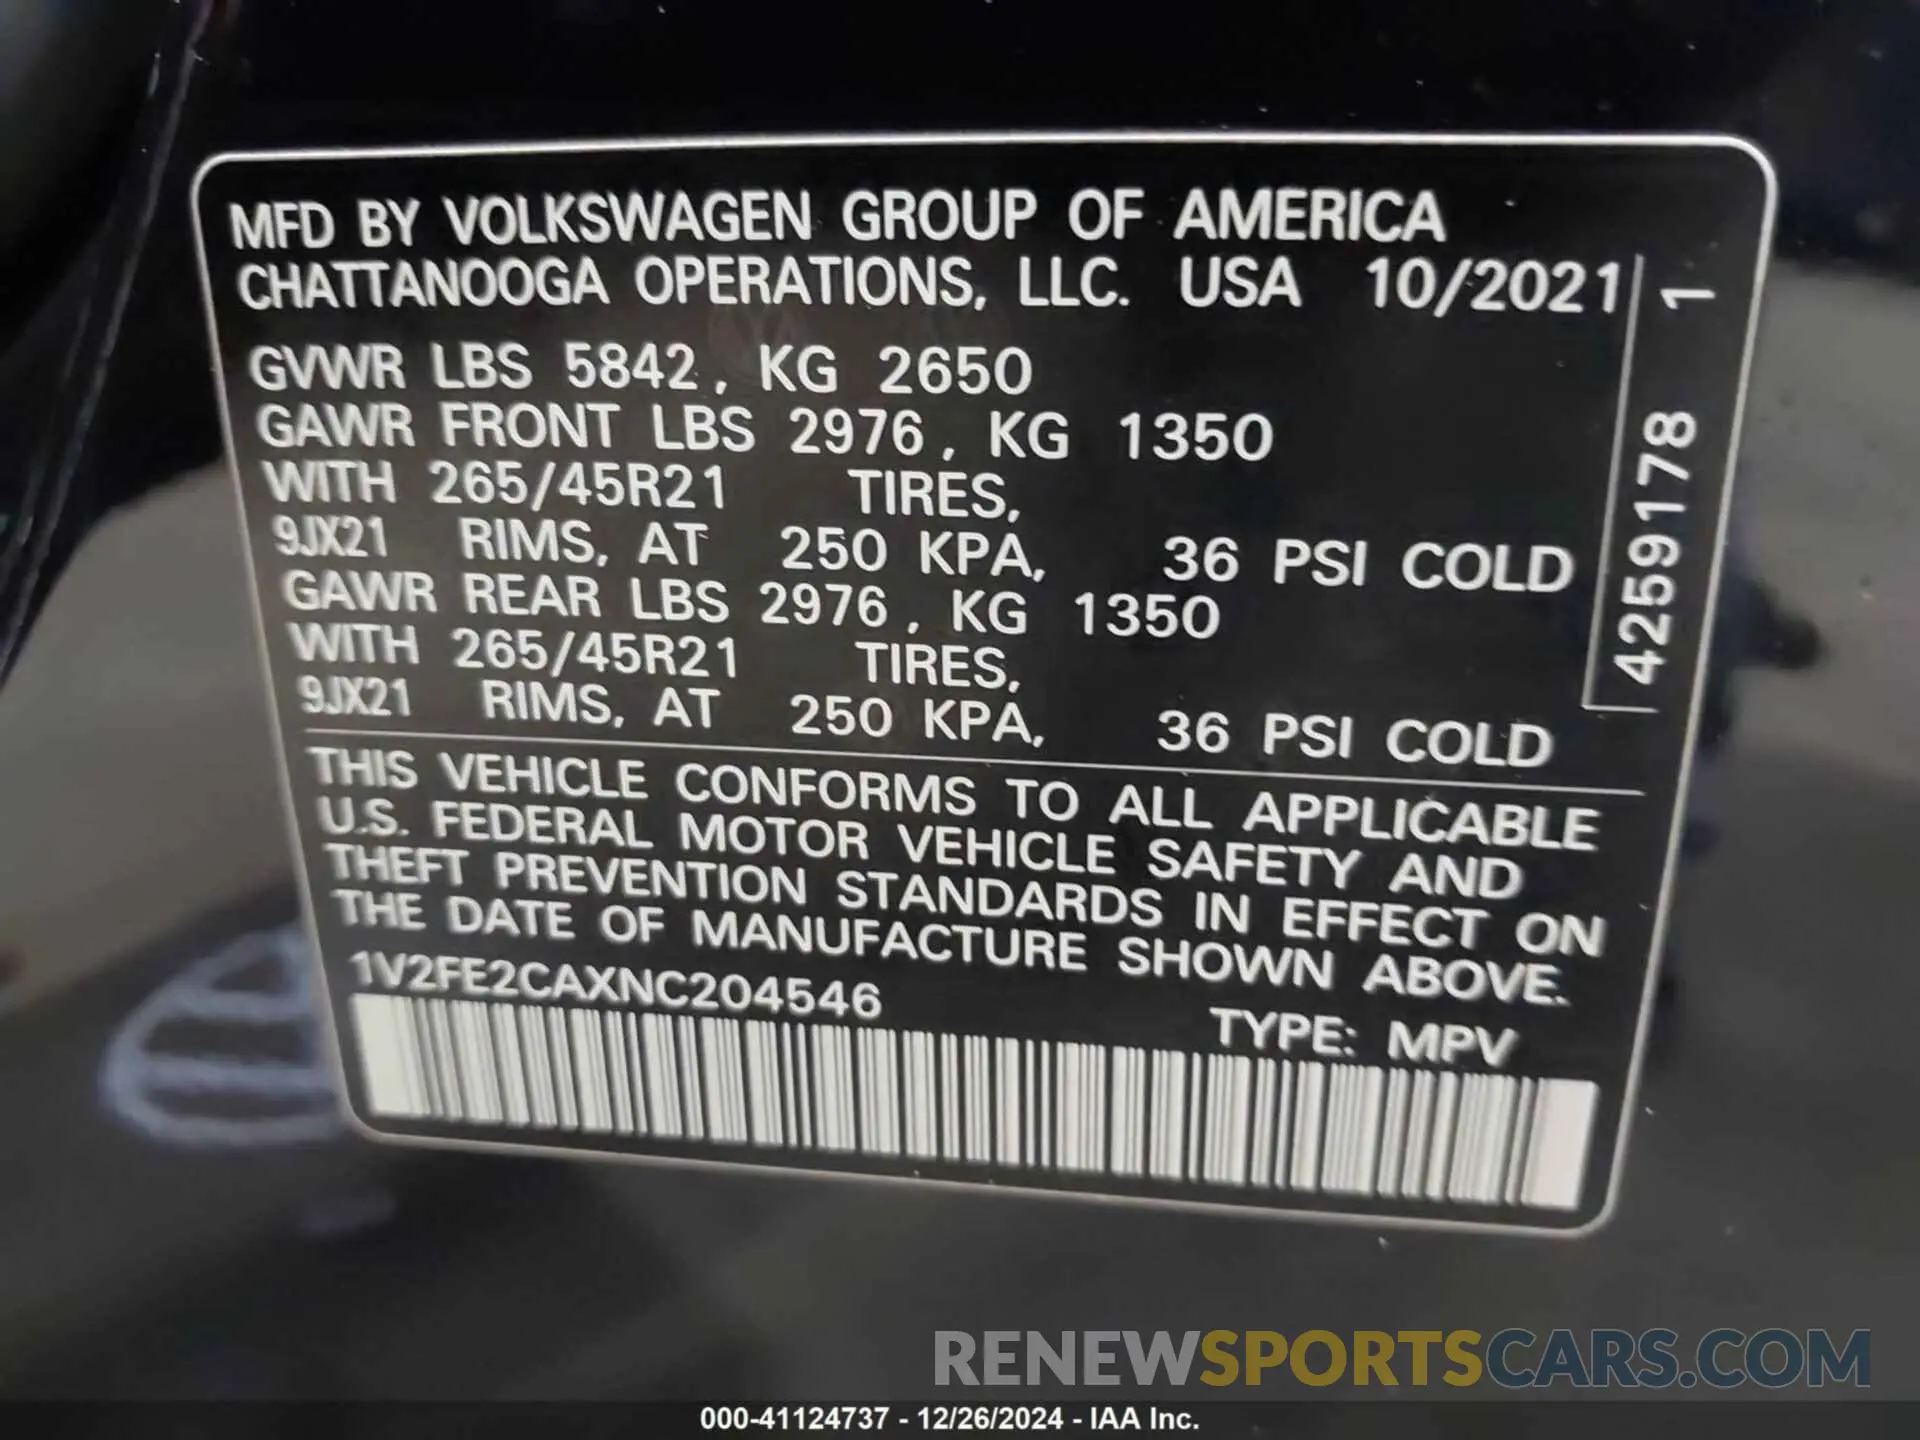 MFD BY VOLKSWAGEN GROUP OF AMERICA
CHATTANOOGA OPERATIONS, LLC. USA 10/2021
GVWR LBS 5842, KG 2650
GAWR FRONT LBS 2976, KG 1350
WITH 265/45R21 TIRES,
9JX21 RIMS, AT 250 KPA, 36 PSI COLD
GAWR REAR LBS 2976, KG 1350
WITH 265/45R21 TIRES,
9JX21 RIMS, AT 250 KPA, 36 PSI COLD
4259178 1
THIS VEHICLE CONFORMS TO ALL APPLICABLE
U.S. FEDERAL MOTOR VEHICLE SAFETY AND
THEFT PREVENTION STANDARDS IN EFFECT ON
THE DATE OF MANUFACTURE SHOWN ABOVE.
1V2FE2CAXNC204546
TYPE: MPV
RENEWSPORTSCARS.COM
000-41124737 - 12/26/2024 - IAA Inc.